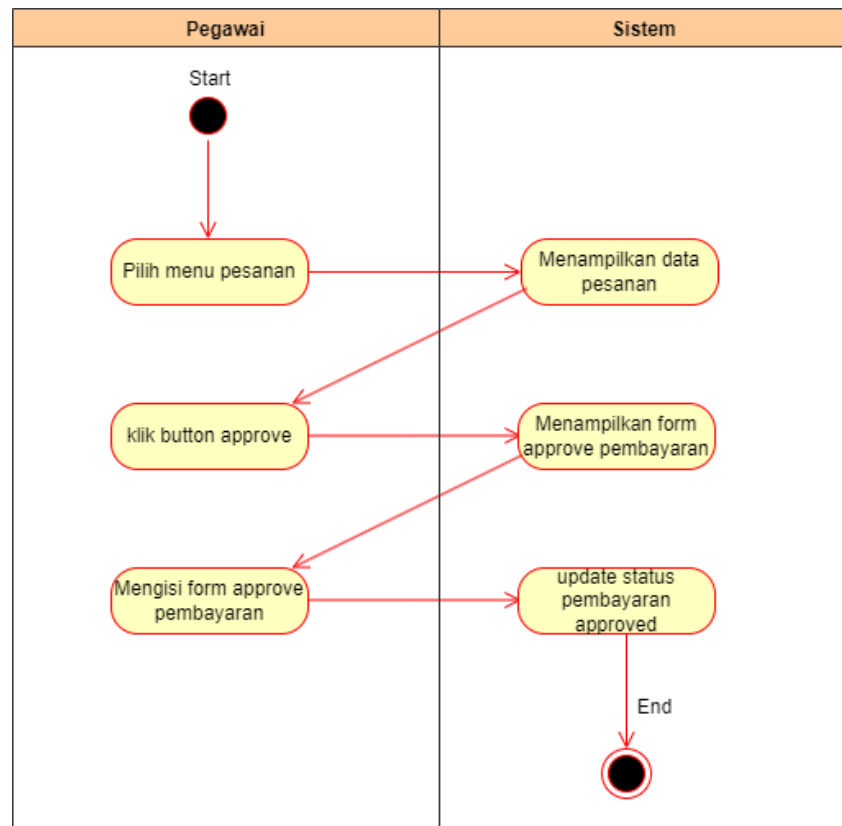 Pegawai
Sistem
Start
Pilih menu pesanan
Menampilkan data
pesanan
klik button approve
Menampilkan form
approve pembayaran
Mengisi form approve
pembayaran
update status
pembayaran
approved
End